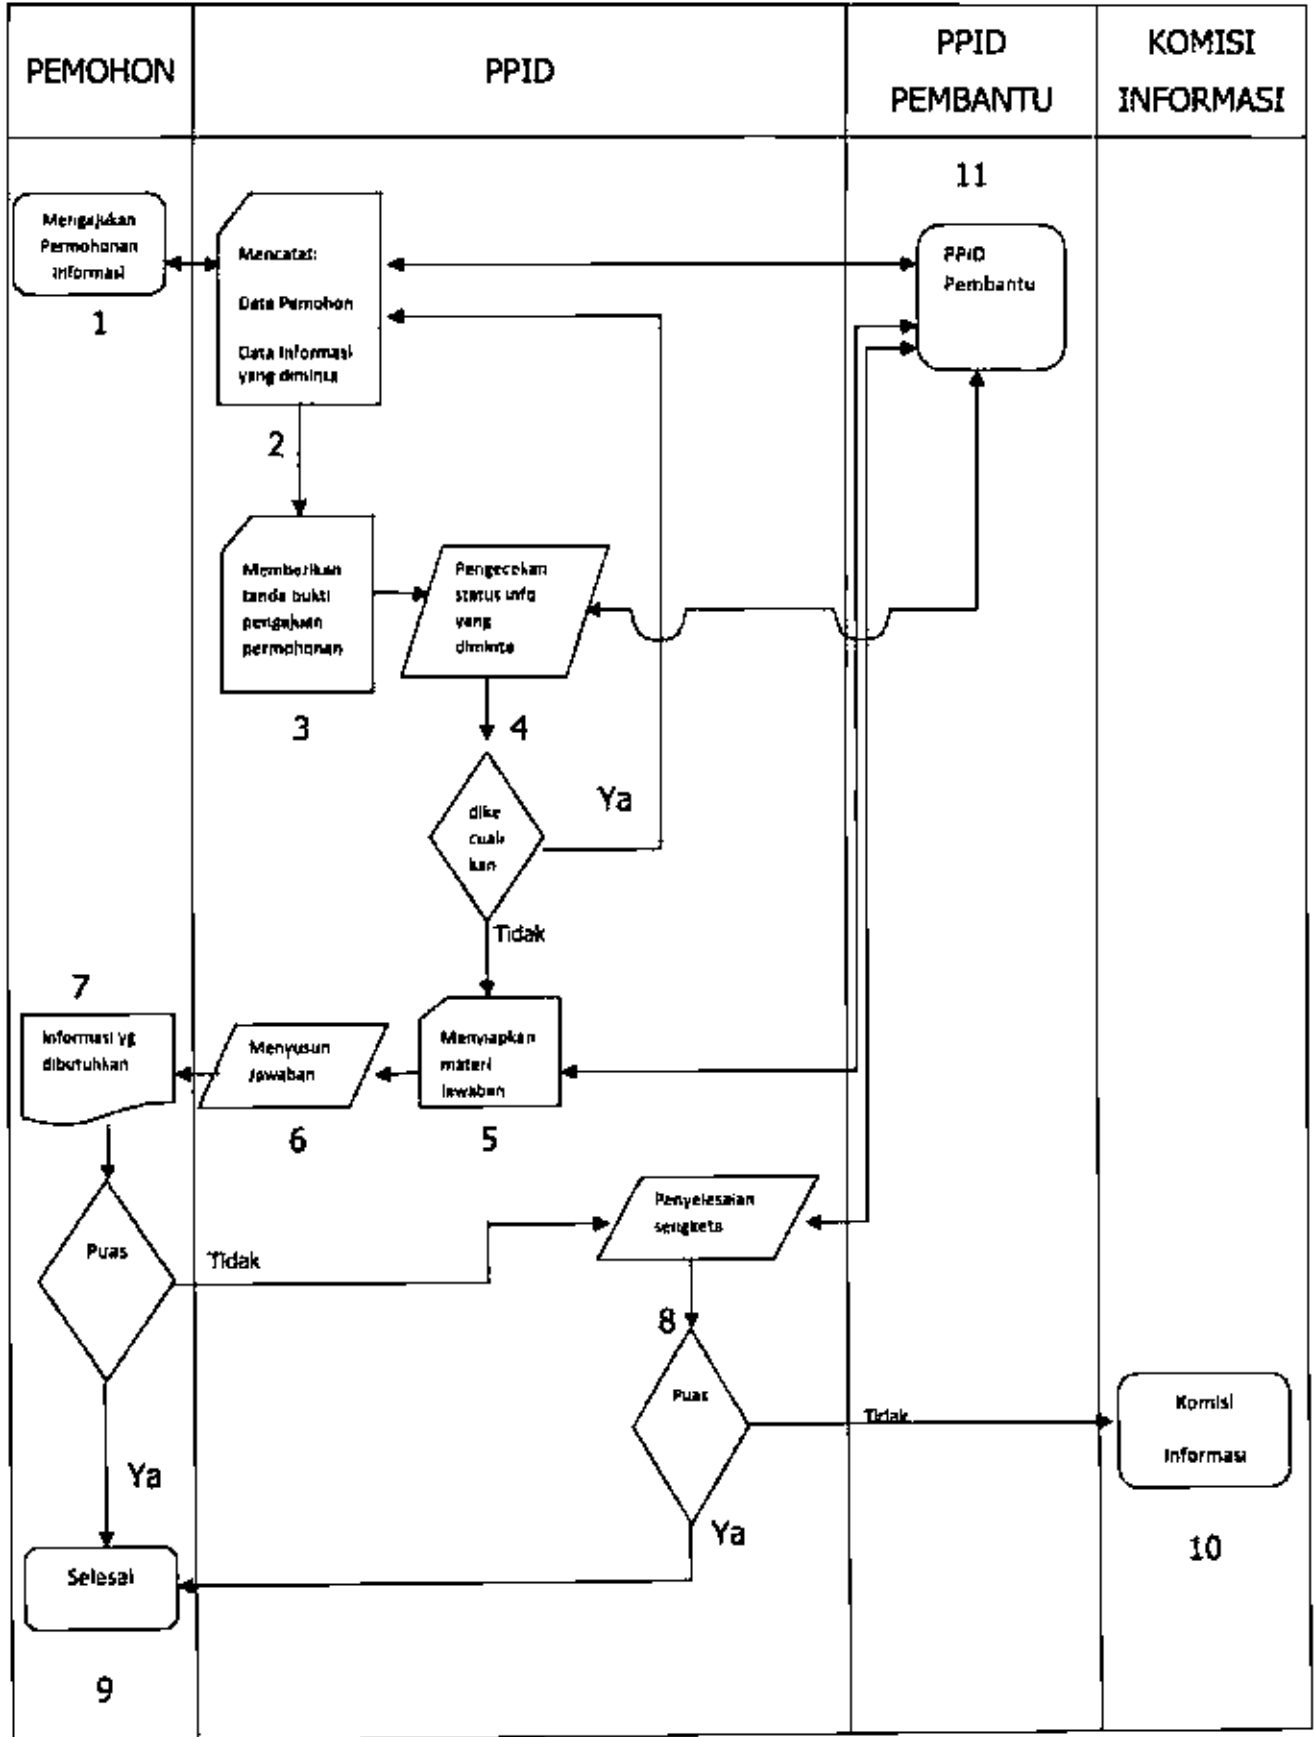 PEMOHON
PPID
PPID
PEMBANTU
KOMISI
INFORMASI
Mengajukan
Permohonan
Informasi
1
Mencatat:
Data Pemohon
Data Informasi
yang diminta
2
11
PPID
Pembantu
Memberikan
tanda bukti
pengajuan
permohonan
3
Pengecekan
status info
yang
diminta
4
dike
cuali
kan
Ya
Tidak
7
Informasi yg
dibutuhkan
Menyusun
Jawaban
6
Menyiapkan
materi
jawaban
5
Puas
Tidak
Penyelesaian
sengketa
8
Puas
Tidak
Komisi
Informasi
10
Ya
Ya
Selesai
9